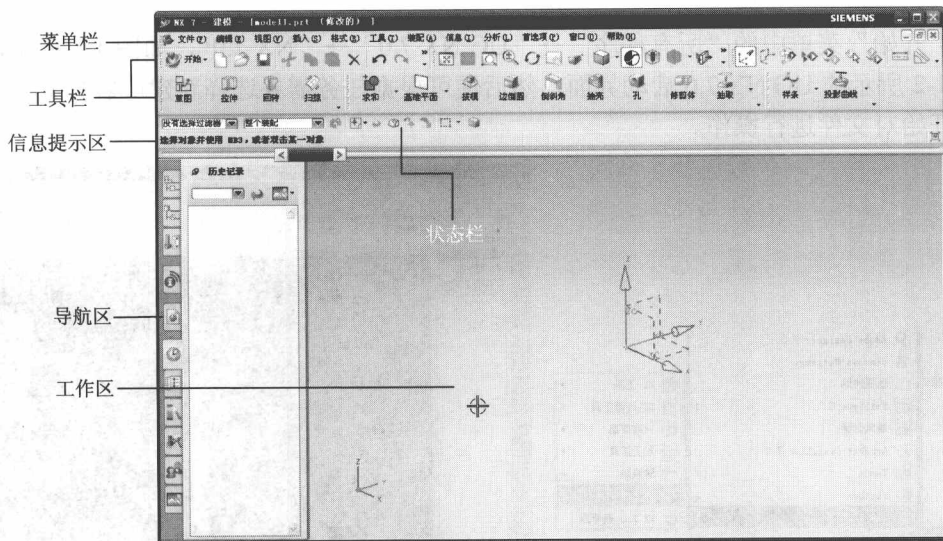 NX 7 - 建模 - [model1.prt （修改的） ]
SIEMENS
菜单栏
文件(F) 编辑(E) 视图(V) 插入(S) 格式(R) 工具(T) 装配(A) 信息(I) 分析(L) 首选项(P) 窗口(O) 帮助(H)
开始
工具栏
草图 拉伸 回转 扫掠 求和 基准平面 拔模 边倒圆 倒斜角 抽壳 孔 修剪体 抽取 样条 投影曲线
没有选择过滤器 整个装配
信息提示区
选择对象并使用 MB3，或者双击某一对象
历史记录
状态栏
导航区
工作区
Z
Y
X
Z
X